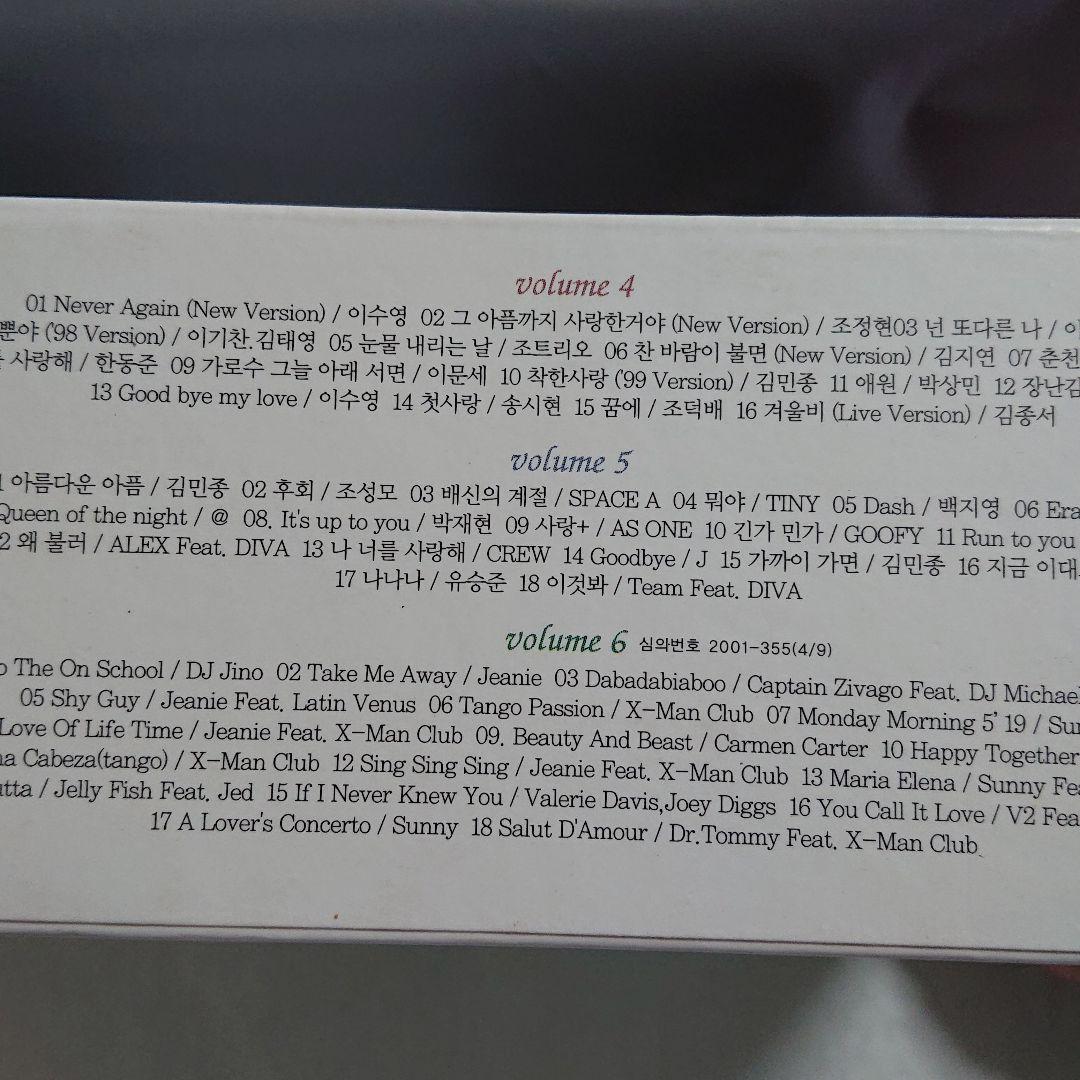 volume 4
01 Never Again (New Version) / 이수영 02 그 아픔까지 사랑한거야 (New Version) / 조정현03 넌 또다른 나 /
뿐야 ('98 Version) / 이기찬.김태영 05 눈물 내리는 날 / 조트리오 06 찬 바람이 불면 (New Version) / 김지연 07 춘천
사랑해 / 한동준 09 가로수 그늘 아래 서면 / 이문세 10 착한사랑 ('99 Version) / 김민종 11 애원 / 박상민 12 장난감
13 Good bye my love / 이수영 14 첫사랑 / 송시현 15 꿈에 / 조덕배 16 겨울비 (Live Version) / 김종서
volume 5
아름다운 아픔 / 김민종 02 후회 / 조성모 03 배신의 계절 / SPACE A 04 뭐야 / TINY 05 Dash / 백지영 06 Era
Queen of the night / @ 08. It's up to you / 박재현 09 사랑+ / AS ONE 10 긴가 민가 / GOOFY 11 Run to you
2 왜 불러 / ALEX Feat. DIVA 13 나 너를 사랑해 / CREW 14 Goodbye / J 15 가까이 가면 / 김민종 16 지금 이대
17 나나나 / 유승준 18 이것봐 / Team Feat. DIVA
volume 6 심의번호 2001-355(4/9)
o The On School / DJ Jino 02 Take Me Away / Jeanie 03 Dabadabiaboo / Captain Zivago Feat. DJ Michael
05 Shy Guy / Jeanie Feat. Latin Venus 06 Tango Passion / X-Man Club 07 Monday Morning 5' 19 / Sun
Love Of Life Time / Jeanie Feat. X-Man Club 09. Beauty And Beast / Carmen Carter 10 Happy Together
na Cabeza(tango) / X-Man Club 12 Sing Sing Sing / Jeanie Feat. X-Man Club 13 Maria Elena / Sunny Fea
utta / Jelly Fish Feat. Jed 15 If I Never Knew You / Valerie Davis,Joey Diggs 16 You Call It Love / V2 Fea
17 A Lover's Concerto / Sunny 18 Salut D'Amour / Dr.Tommy Feat. X-Man Club